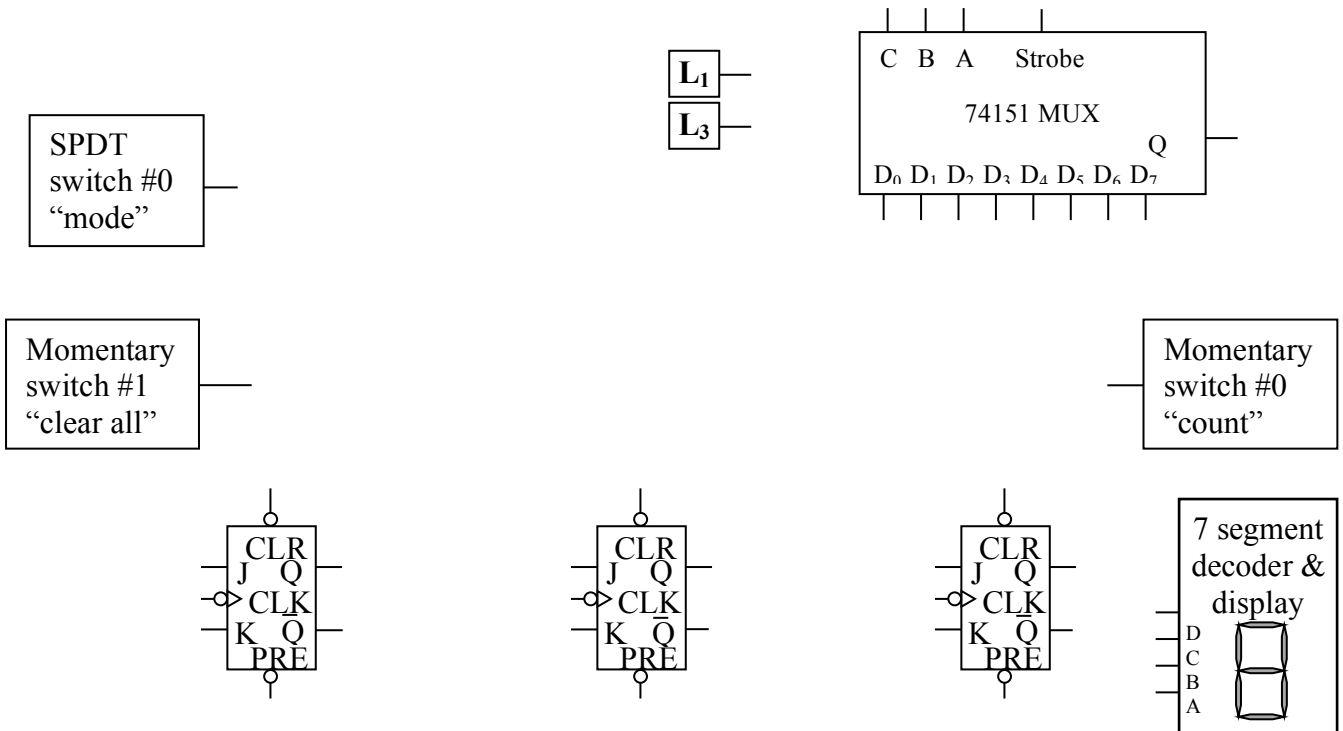 L₁
L₃
C B A Strobe
74151 MUX
Q
D₀ D₁ D₂ D₃ D₄ D₅ D₆ D₇
SPDT
switch #0
“mode”
Momentary
switch #1
“clear all”
Momentary
switch #0
“count”
CLR
J Q
CLK
K Q̅
PRE
CLR
J Q
CLK
K Q̅
PRE
CLR
J Q
CLK
K Q̅
PRE
7 segment
decoder &
display
D
C
B
A